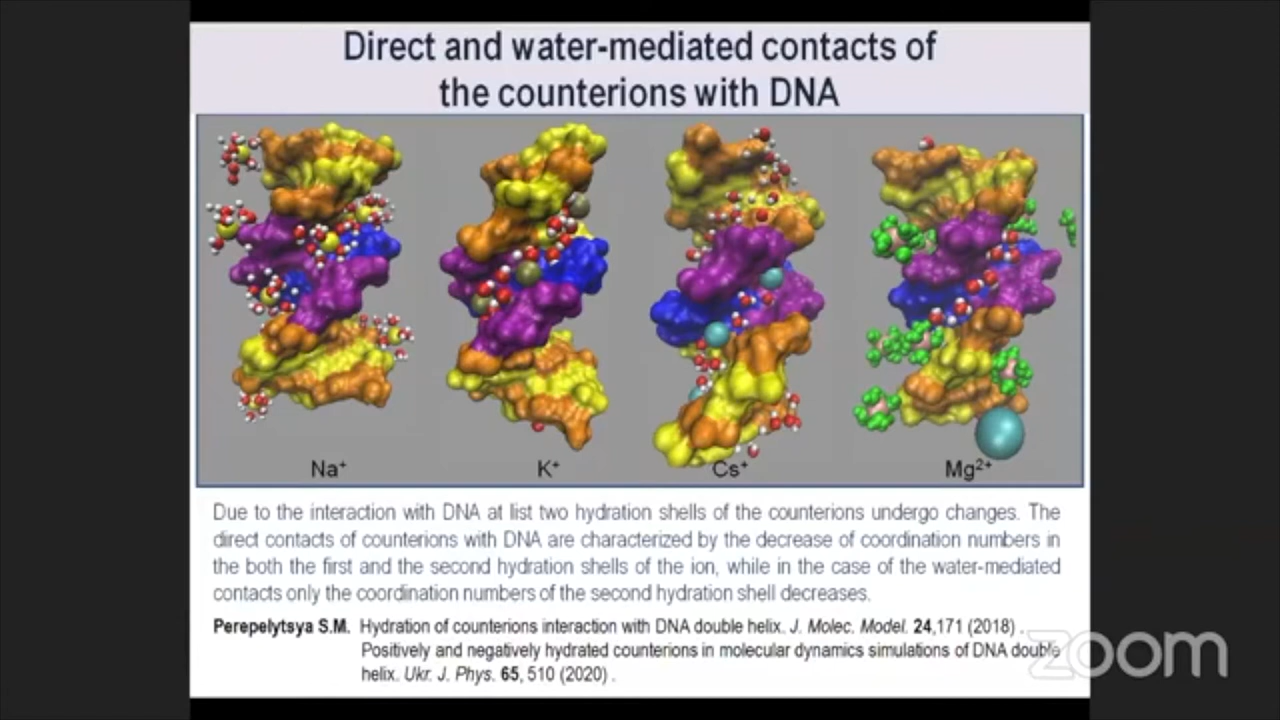 Direct and water-mediated contacts of
the counterions with DNA
Na⁺
K⁺
Cs⁺
Mg²⁺
Due to the interaction with DNA at list two hydration shells of the counterions undergo changes. The
direct contacts of counterions with DNA are characterized by the decrease of coordination numbers in
the both the first and the second hydration shells of the ion, while in the case of the water-mediated
contacts only the coordination numbers of the second hydration shell decreases.
Perepelytsya S.M. Hydration of counterions interaction with DNA double helix. J. Molec. Model. 24,171 (2018) .
Positively and negatively hydrated counterions in molecular dynamics simulations of DNA double
helix. Ukr. J. Phys. 65, 510 (2020) .
zoom